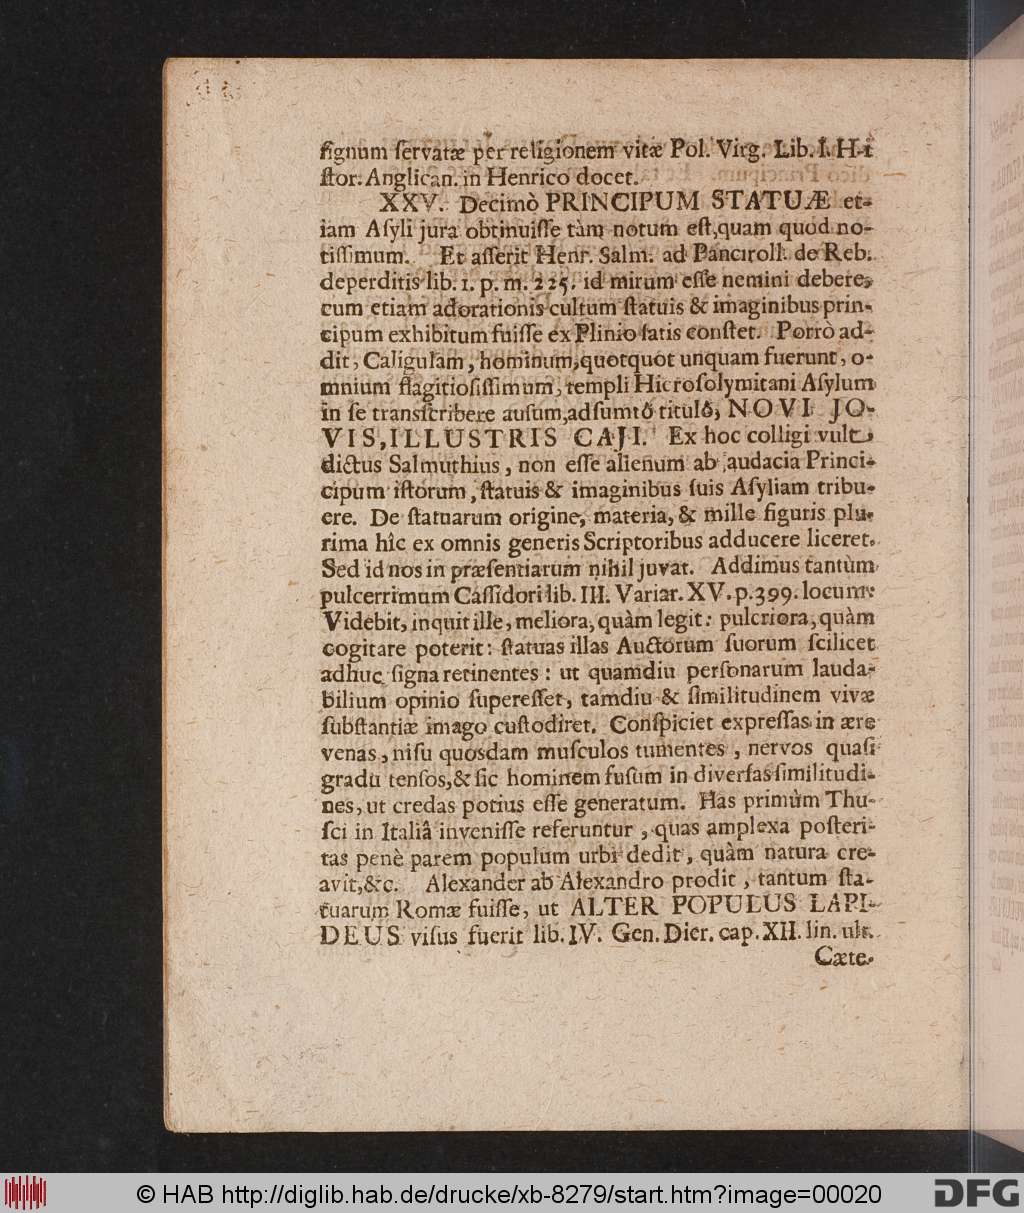 ſignum ſervatæ per religionem vitæ Pol. Virg. Lib. I. Hi
ſtor. Anglican. in Henrico docet.
XXV. Decimò PRINCIPUM STATUÆ et-
iam Aſyli jura obtinuiſſe tàm notum eſt, quam quod no-
tiſſimum. Et aſſerit Henr. Salm. ad Panciroll. de Reb.
deperditis lib. 1. p. m. 225. id mirum eſſe nemini debere,
cum etiam adorationis cultum ſtatuis & imaginibus prin-
cipum exhibitum fuiſſe ex Plinio ſatis conſtet. Porrò ad-
dit, Caligulam, hominum, quotquot unquam fuerunt, o-
mnium flagitioſiſſimum, templi Hieroſolymitani Aſylum
in ſe transſcribere auſum, adſumtô titulô, NOVI JO-
VIS, ILLUSTRIS CAJI. Ex hoc colligi vult
dictus Salmuthius, non eſſe alienum ab audacia Princi-
cipum iſtorum, ſtatuis & imaginibus ſuis Aſyliam tribu-
ere. De ſtatuarum origine, materia, & mille figuris plu-
rima hîc ex omnis generis Scriptoribus adducere liceret.
Sed id nos in præſentiarum nihil juvat. Addimus tantùm
pulcerrimum Caſſidori lib. III. Variar. XV. p. 399. locum:
Videbit, inquit ille, meliora, quàm legit: pulcriora, quàm
cogitare poterit: ſtatuas illas Auctorum ſuorum ſcilicet
adhuc ſigna retinentes: ut quamdiu perſonarum lauda-
bilium opinio ſupereſſet, tamdiu & ſimilitudinem vivæ
ſubſtantiæ imago cuſtodiret. Conſpiciet expreſſas in ære
venas, niſu quosdam muſculos tumentes, nervos quaſi
gradu tenſos, & ſic hominem fuſum in diverſas ſimilitudi-
nes, ut credas potius eſſe generatum. Has primùm Thu-
ſci in Italiâ inveniſſe referuntur, quas amplexa poſteri-
tas penè parem populum urbi dedit, quàm natura cre-
avit, &c. Alexander ab Alexandro prodit, tantum ſta-
tuarum Romæ fuiſſe, ut ALTER POPULUS LAPI-
DEUS viſus fuerit lib. IV. Gen. Dier. cap. XII. lin. ult.
Cæte-
© HAB http://diglib.hab.de/drucke/xb-8279/start.htm?image=00020
DFG